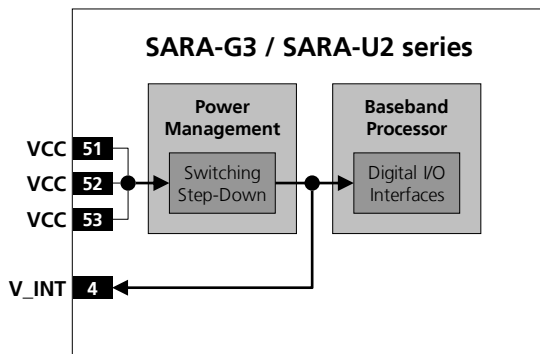 SARA-G3 / SARA-U2 series
Power
Management
Baseband
Processor
Switching
Step-Down
Digital I/O
Interfaces
VCC 51
VCC 52
VCC 53
V_INT 4